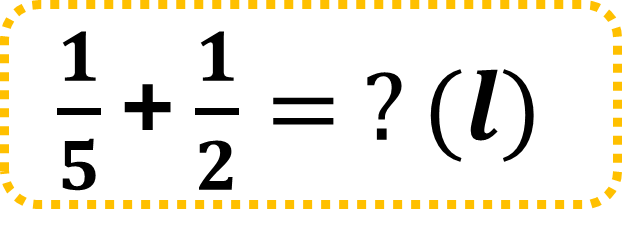 1/5 + 1/2 = ? (l)